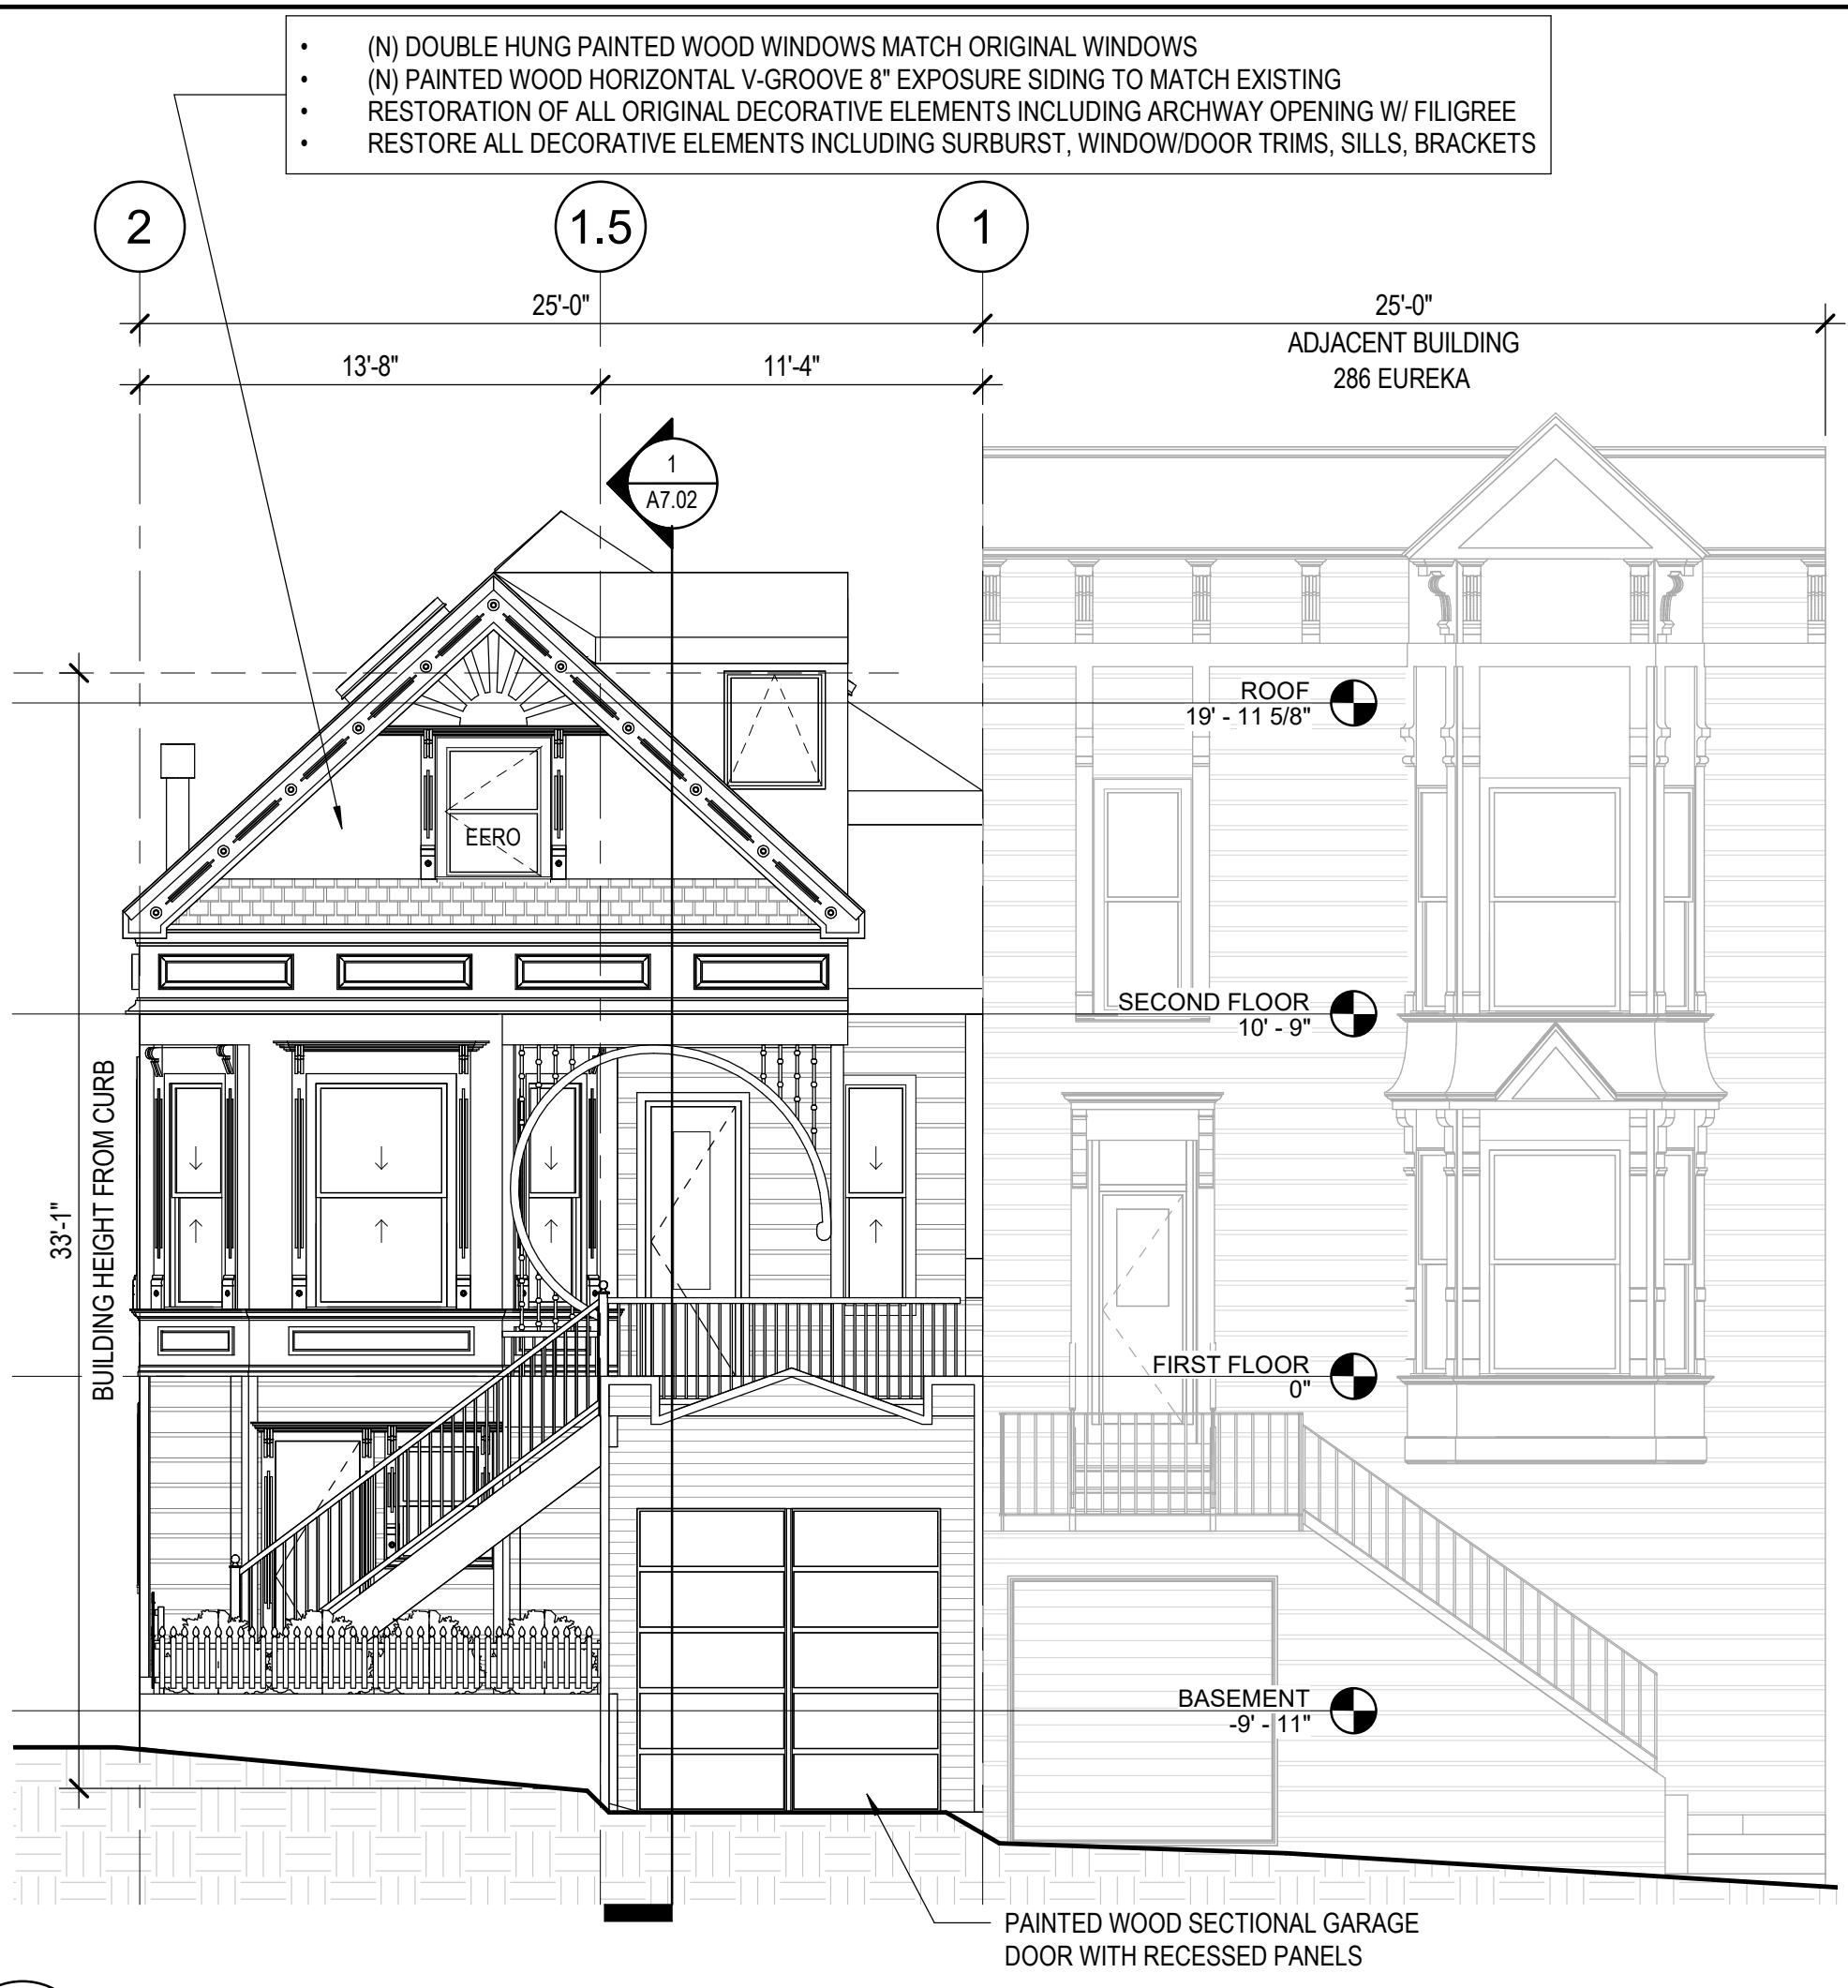 • (N) DOUBLE HUNG PAINTED WOOD WINDOWS MATCH ORIGINAL WINDOWS
• (N) PAINTED WOOD HORIZONTAL V-GROOVE 8" EXPOSURE SIDING TO MATCH EXISTING
• RESTORATION OF ALL ORIGINAL DECORATIVE ELEMENTS INCLUDING ARCHWAY OPENING W/ FILIGREE
• RESTORE ALL DECORATIVE ELEMENTS INCLUDING SURBURST, WINDOW/DOOR TRIMS, SILLS, BRACKETS
2 1.5 1
25'-0" 25'-0"
ADJACENT BUILDING
286 EUREKA
13'-8" 11'-4"
1
A7.02
ROOF
19' - 11 5/8"
EERO
SECOND FLOOR
10' - 9"
33'-1"
BUILDING HEIGHT FROM CURB
FIRST FLOOR
0"
BASEMENT
-9' - 11"
PAINTED WOOD SECTIONAL GARAGE
DOOR WITH RECESSED PANELS